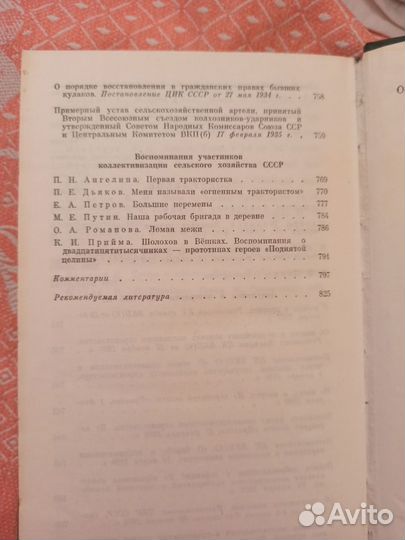 О порядке восстановления в гражданских правах бывших
кулаков. Постановление ЦИК СССР от 27 мая 1934 г. . . . 758
Примерный устав сельскохозяйственной артели, принятый
Вторым Всесоюзным съездом колхозников-ударников и
утвержденный Советом Народных Комиссаров Союза ССР
и Центральным Комитетом ВКП(б) 17 февраля 1935 г. . . 759
Воспоминания участников
коллективизации сельского хозяйства СССР
П. Н. Ангелина. Первая трактористка . . . . . . 769
П. Е. Дьяков. Меня называли «огненным трактористом» . . 770
Е. А. Петров. Большие перемены . . . . . . . 777
М. Е. Путин. Наша рабочая бригада в деревне . . . . 784
О. А. Романова. Ломая межи . . . . . . . . 786
К. И. Прийма. Шолохов в Вёшках. Воспоминания о
двадцатипятитысячниках — прототипах героев «Поднятой
целины» . . . . . . . . . . . . . . 794
Комментарии . . . . . . . . . . . . . 797
Рекомендуемая литература . . . . . . . . . 825
О
Avito